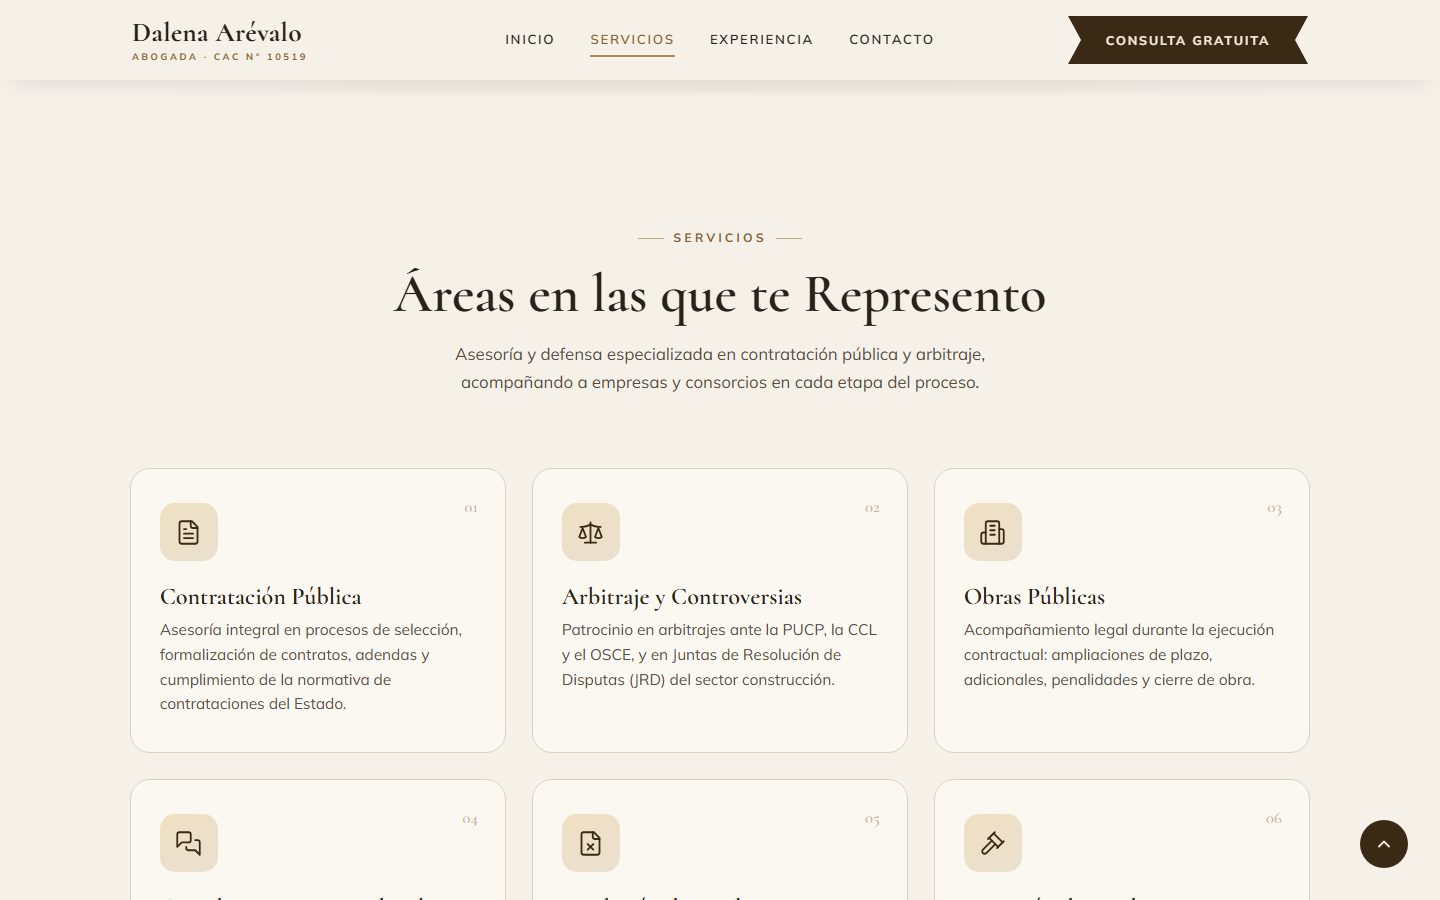 Dalena Arévalo
ABOGADA · CAC N° 10519
INICIO
SERVICIOS
EXPERIENCIA
CONTACTO
CONSULTA GRATUITA
SERVICIOS
Áreas en las que te Represento
Asesoría y defensa especializada en contratación pública y arbitraje,
acompañando a empresas y consorcios en cada etapa del proceso.
01
Contratación Pública
Asesoría integral en procesos de selección,
formalización de contratos, adendas y
cumplimiento de la normativa de
contrataciones del Estado.
02
Arbitraje y Controversias
Patrocinio en arbitrajes ante la PUCP, la CCL
y el OSCE, y en Juntas de Resolución de
Disputas (JRD) del sector construcción.
03
Obras Públicas
Acompañamiento legal durante la ejecución
contractual: ampliaciones de plazo,
adicionales, penalidades y cierre de obra.
04
05
06